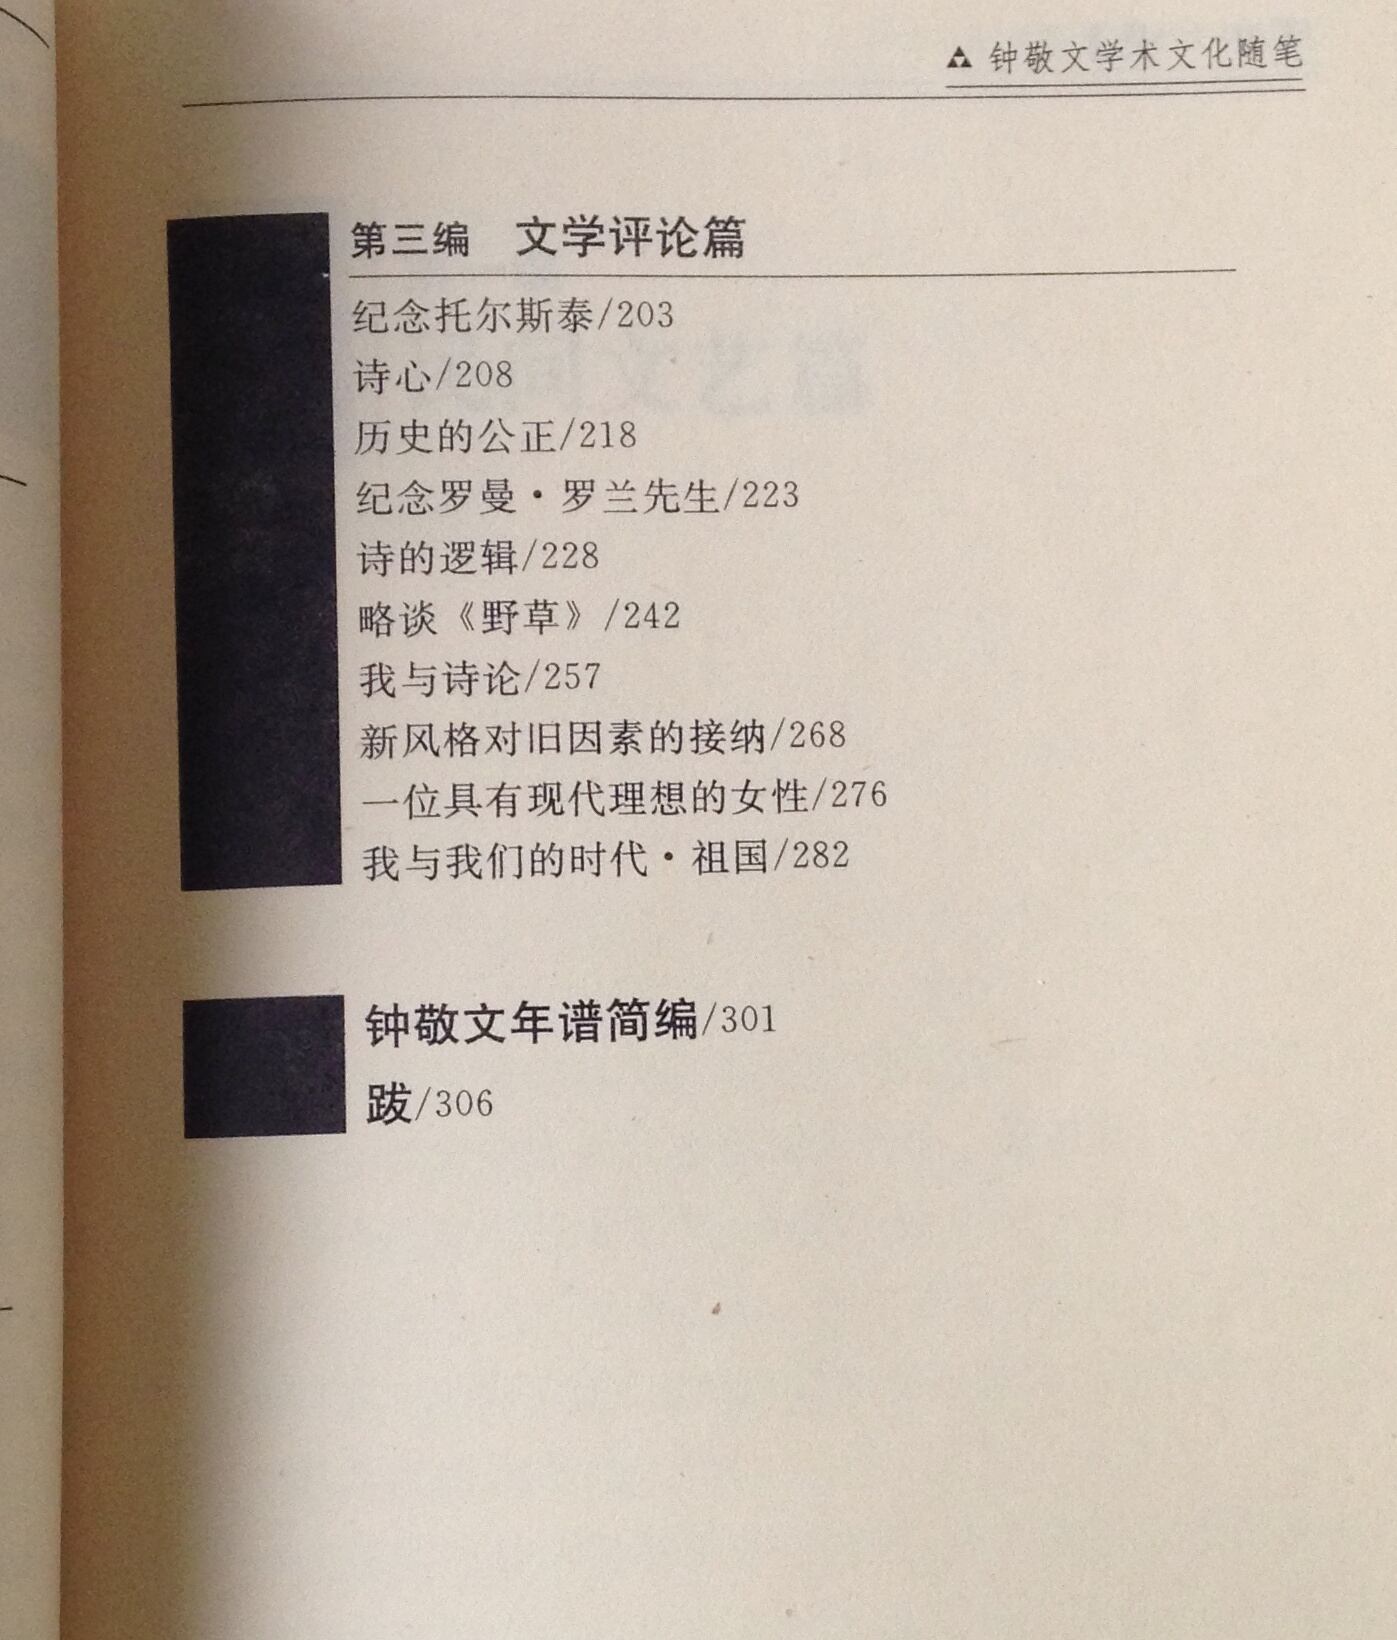 钟敬文学术文化随笔
第三编 文学评论篇
纪念托尔斯泰/203
诗心/208
历史的公正/218
纪念罗曼·罗兰先生/223
诗的逻辑/228
略谈《野草》/242
我与诗论/257
新风格对旧因素的接纳/268
一位具有现代理想的女性/276
我与我们的时代·祖国/282
钟敬文年谱简编/301
跋/306